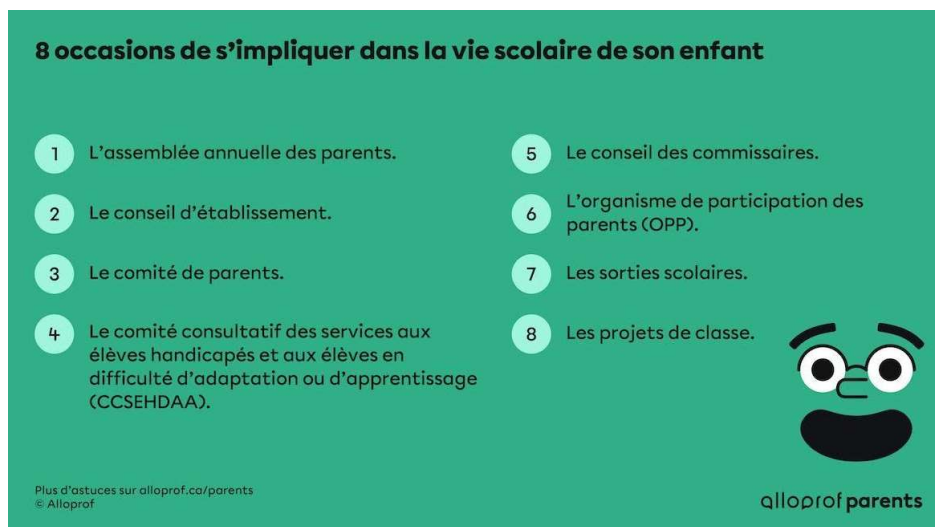 8 occasions de s’impliquer dans la vie scolaire de son enfant
1
L’assemblée annuelle des parents.
2
Le conseil d’établissement.
3
Le comité de parents.
4
Le comité consultatif des services aux
élèves handicapés et aux élèves en
difficulté d’adaptation ou d’apprentissage
(CCSEHDAA).
5
Le conseil des commissaires.
6
L’organisme de participation des
parents (OPP).
7
Les sorties scolaires.
8
Les projets de classe.
Plus d’astuces sur alloprof.ca/parents
© Alloprof
alloprof parents